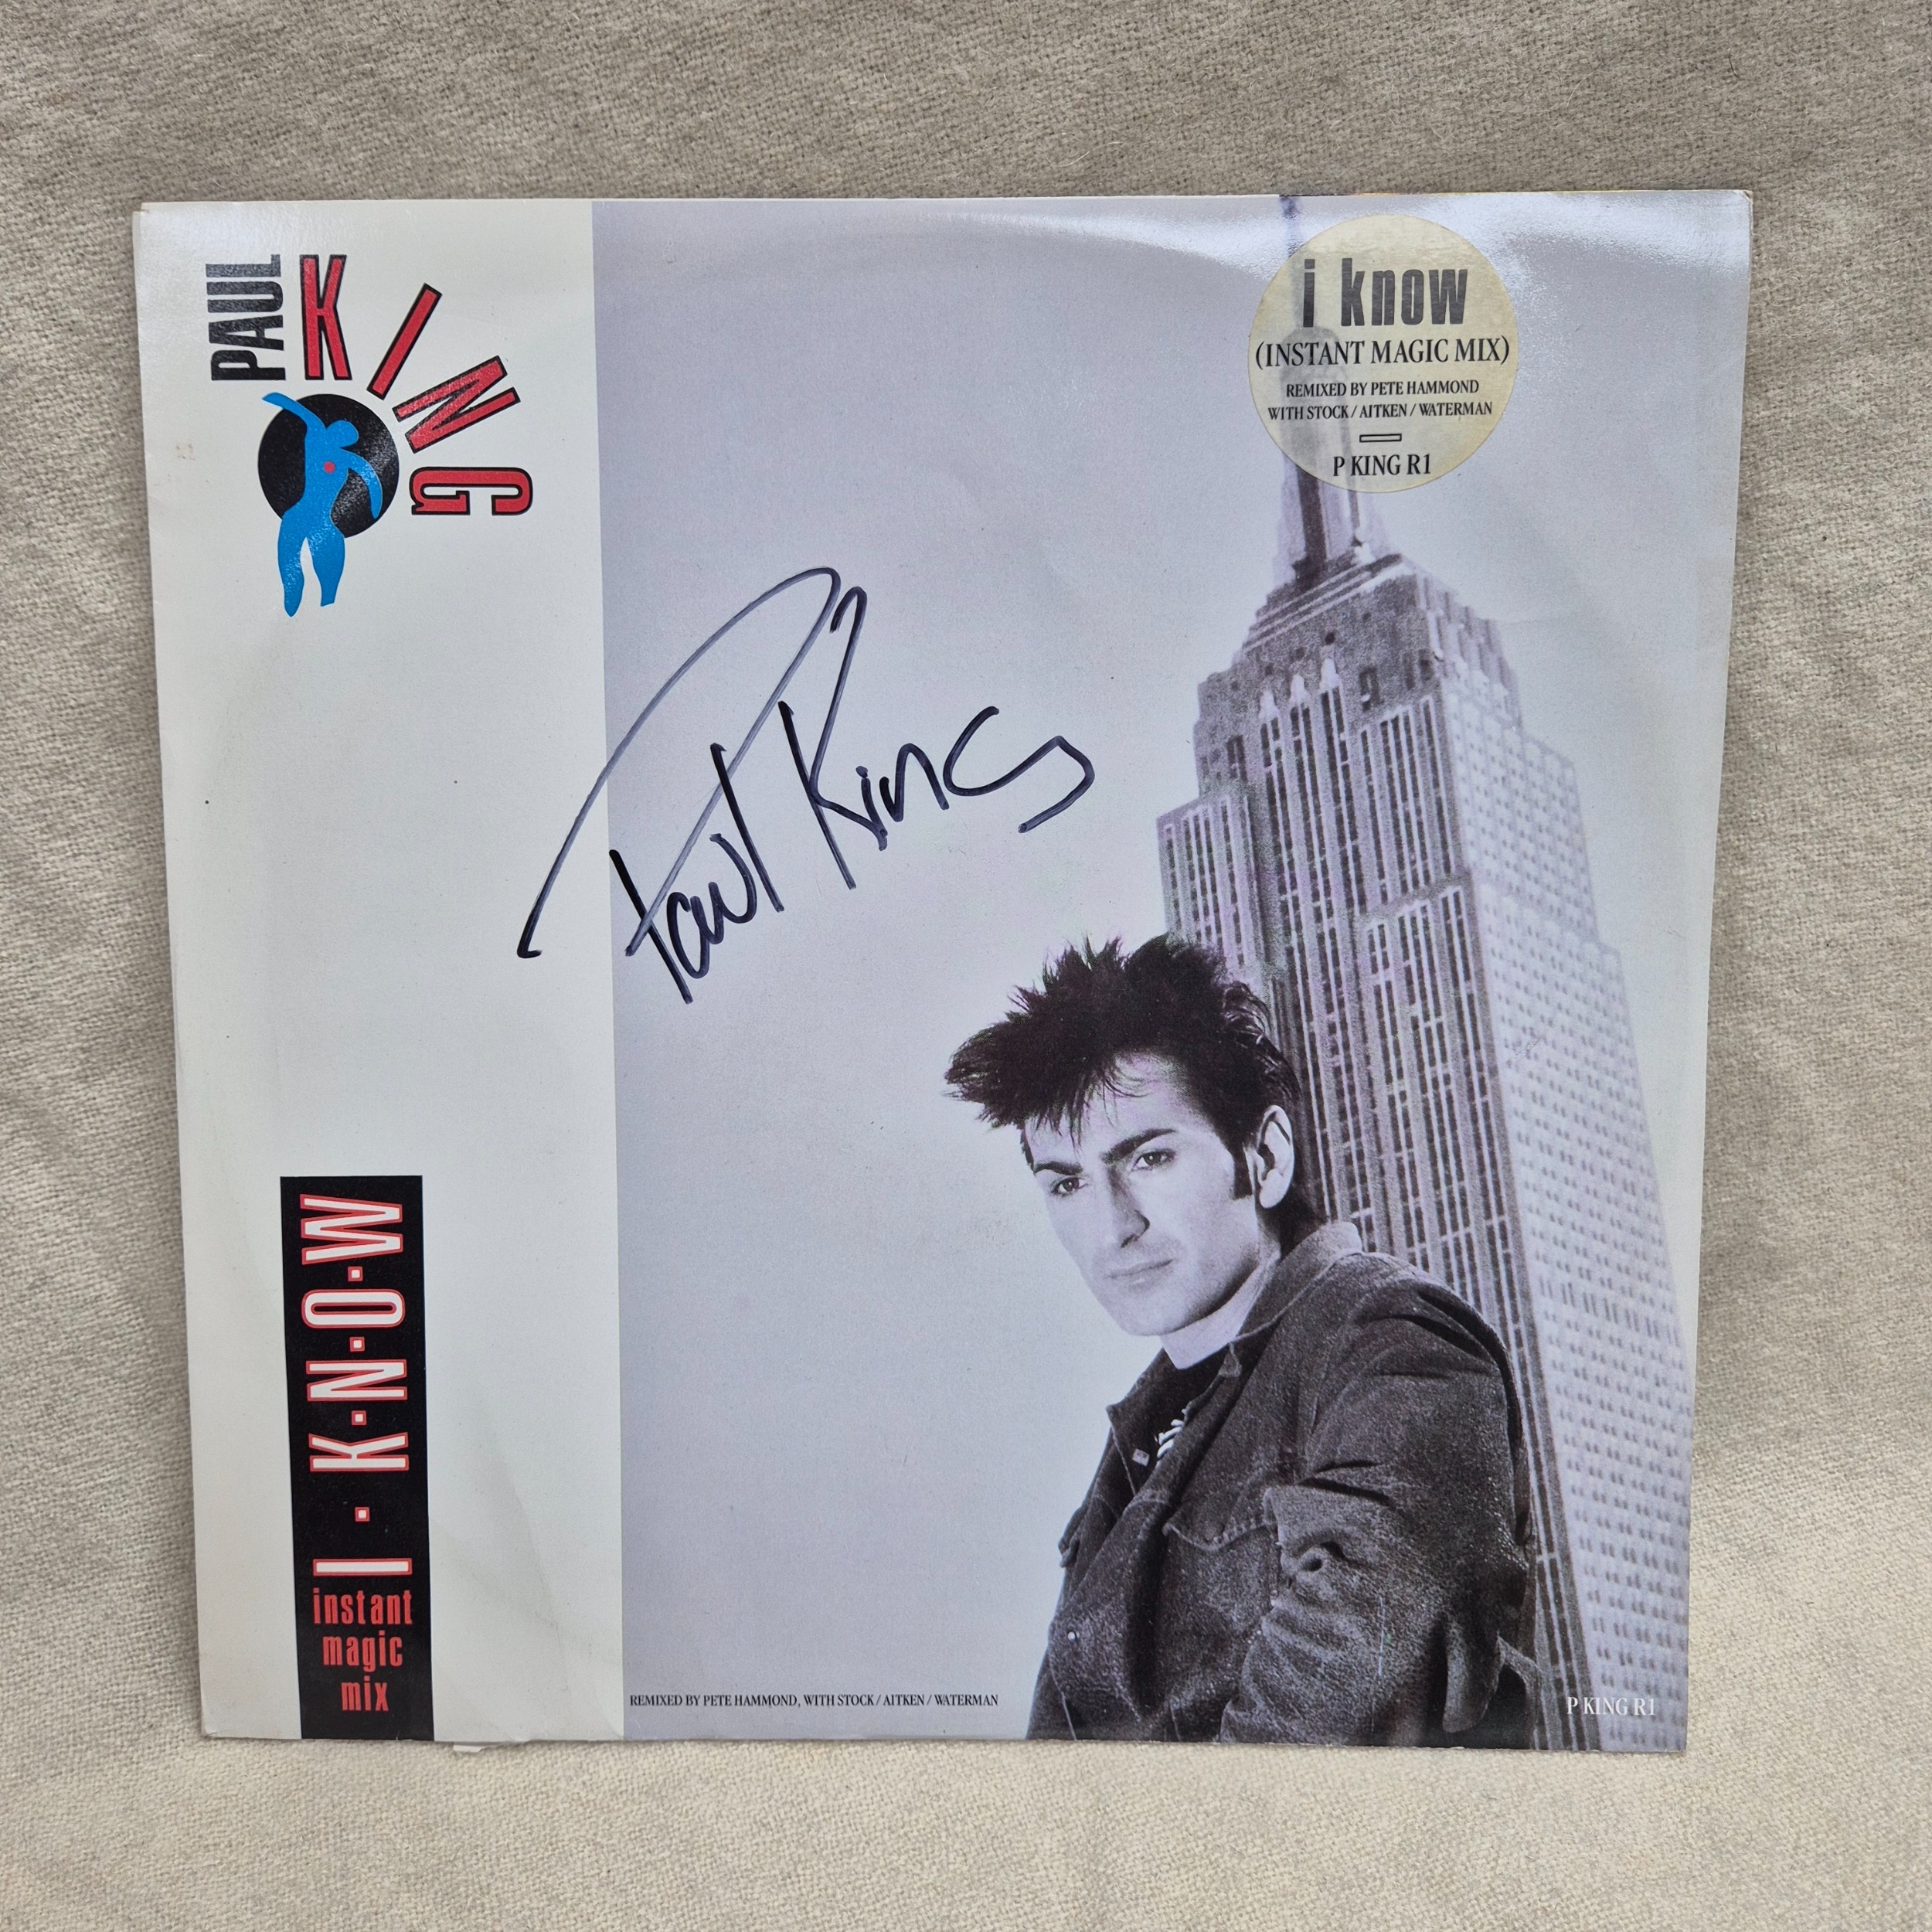 PAUL
KING
i know
(INSTANT MAGIC MIX)
REMIXED BY PETE HAMMOND
WITH STOCK / AITKEN / WATERMAN
P KING R1
Paul King
I·K·N·O·W
instant
magic
mix
REMIXED BY PETE HAMMOND, WITH STOCK / AITKEN / WATERMAN
P KING R1